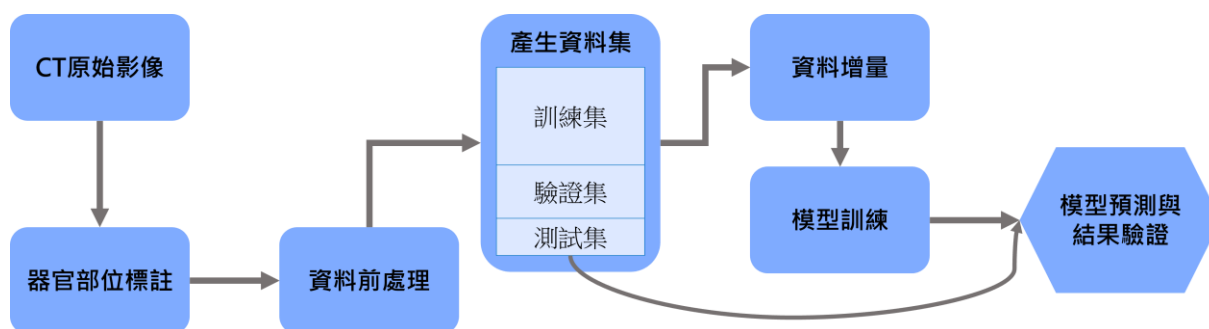 CT原始影像
器官部位標註
資料前處理
產生資料集
訓練集
驗證集
測試集
資料增量
模型訓練
模型預測與
結果驗證